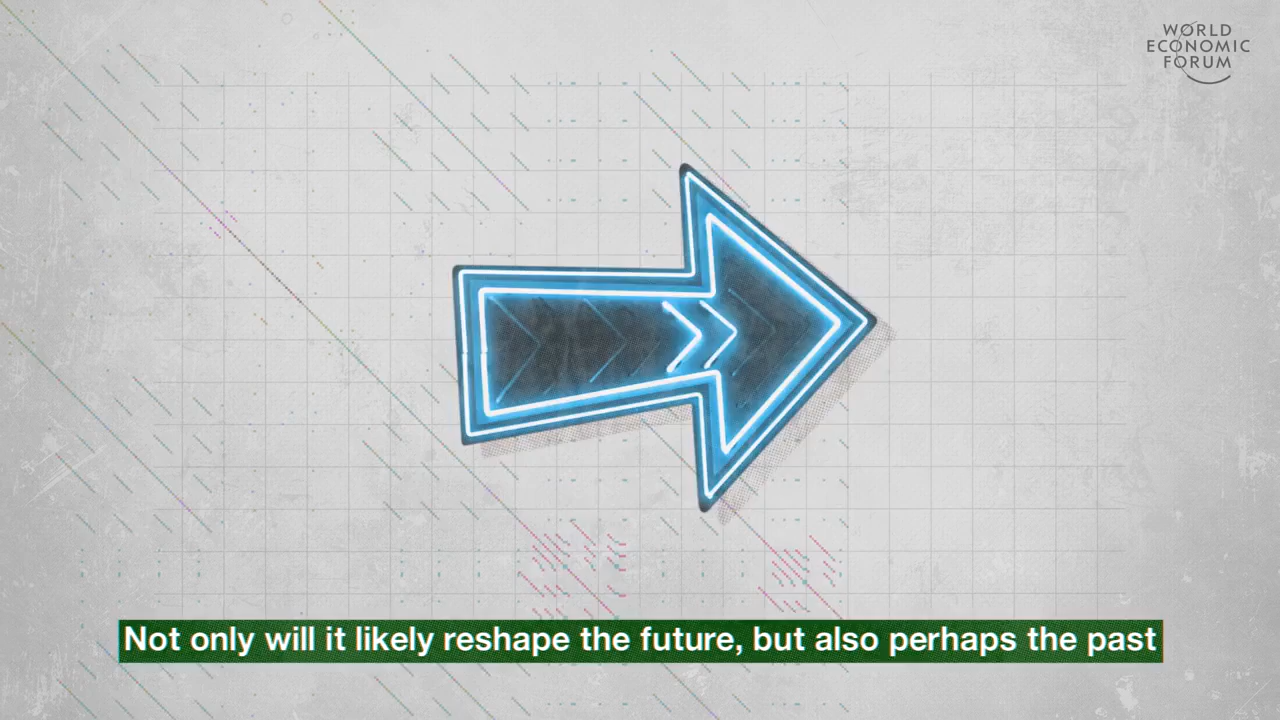 WORLD
ECONOMIC
FORUM
Not only will it likely reshape the future, but also perhaps the past